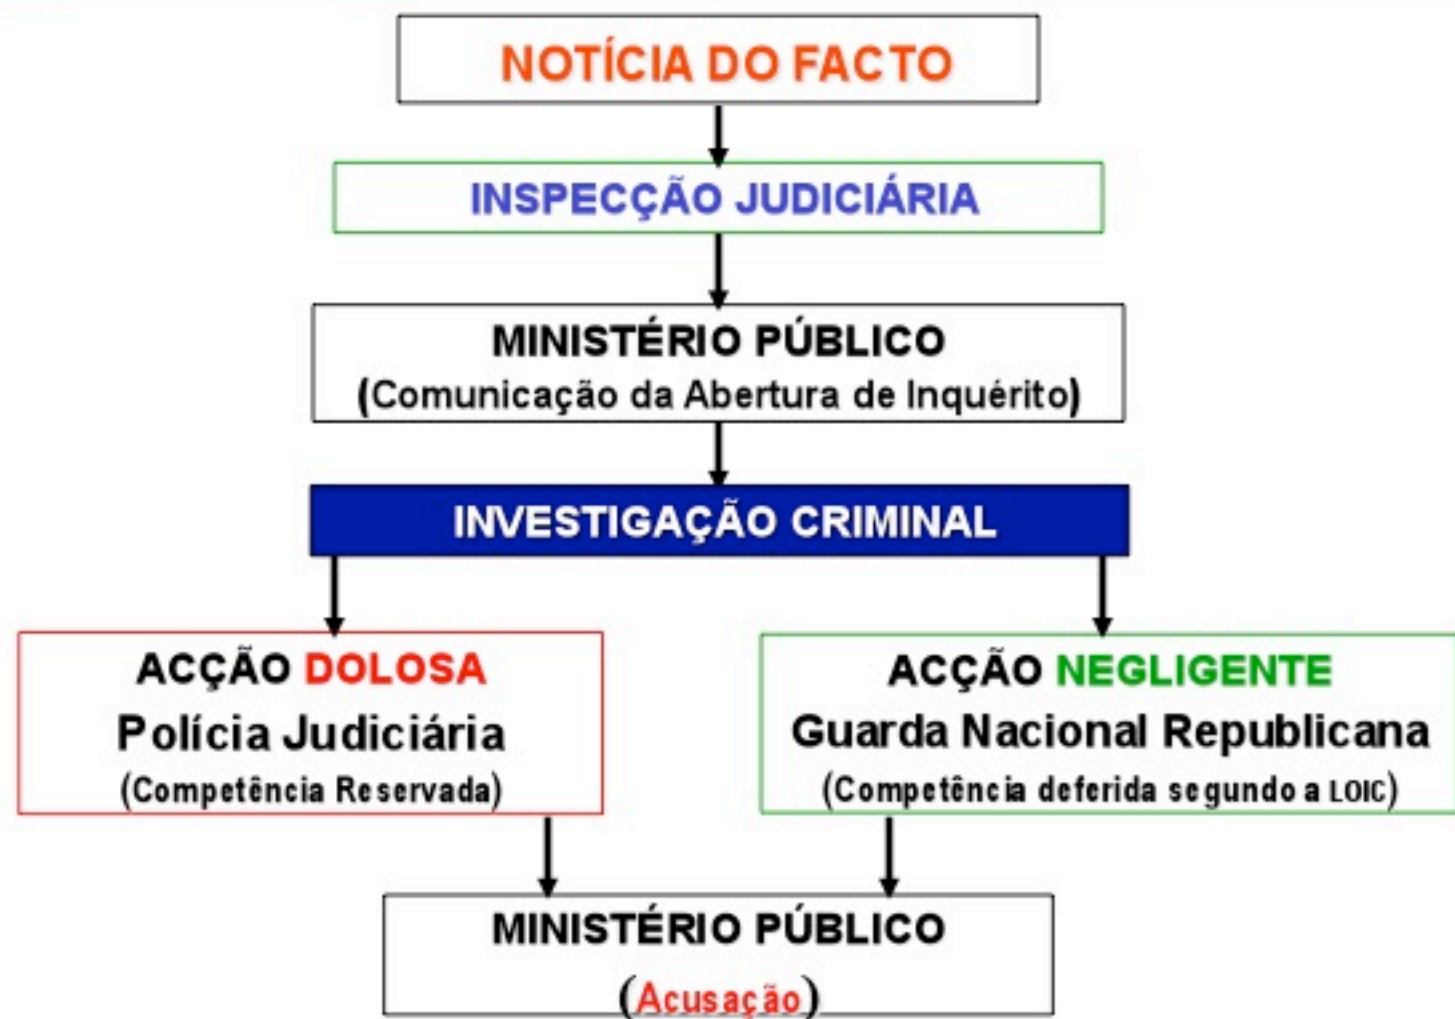 NOTÍCIA DO FACTO
INSPECÇÃO JUDICIÁRIA
MINISTÉRIO PÚBLICO
(Comunicação da Abertura de Inquérito)
INVESTIGAÇÃO CRIMINAL
ACÇÃO DOLOSA
Polícia Judiciária
(Competência Reservada)
ACÇÃO NEGLIGENTE
Guarda Nacional Republicana
(Competência deferida segundo a LOIC)
MINISTÉRIO PÚBLICO
(Acusação)